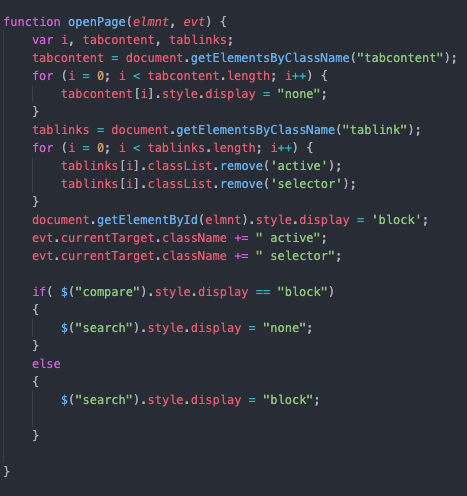 function openPage(elmnt, evt) {
    var i, tabcontent, tablinks;
    tabcontent = document.getElementsByClassName("tabcontent");
    for (i = 0; i < tabcontent.length; i++) {
        tabcontent[i].style.display = "none";
    }
    tablinks = document.getElementsByClassName("tablink");
    for (i = 0; i < tablinks.length; i++) {
        tablinks[i].classList.remove('active');
        tablinks[i].classList.remove('selector');
    }
    document.getElementById(elmnt).style.display = 'block';
    evt.currentTarget.className += " active";
    evt.currentTarget.className += " selector";

    if( $("compare").style.display == "block")
    {
        $("search").style.display = "none";
    }
    else
    {
        $("search").style.display = "block";

    }

}